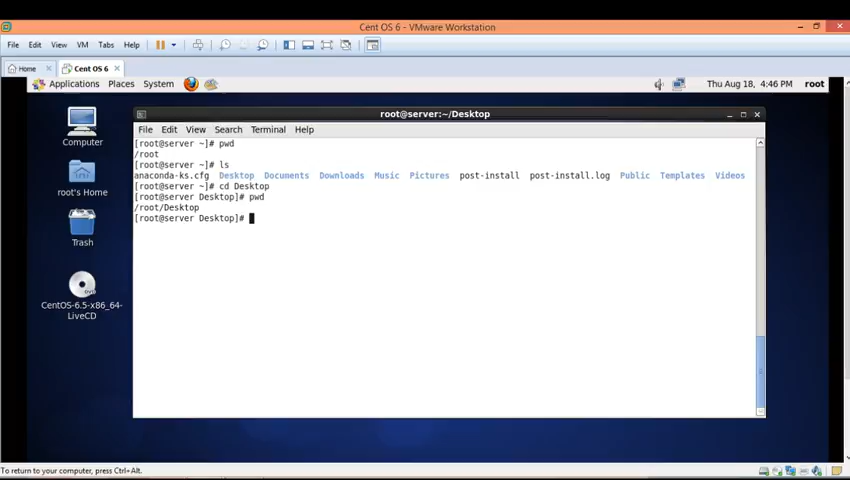 Cent OS 6 - VMware Workstation
File Edit View VM Tabs Help
Home Cent OS 6
Applications Places System Thu Aug 18, 4:46 PM root
root@server:~/Desktop
File Edit View Search Terminal Help
[root@server ~]# pwd
/root
[root@server ~]# ls
anaconda-ks.cfg Desktop Documents Downloads Music Pictures post-install post-install.log Public Templates Videos
[root@server ~]# cd Desktop
[root@server Desktop]# pwd
/root/Desktop
[root@server Desktop]#
Computer
root's Home
Trash
CentOS-6.5-x86_64-
LiveCD
To return to your computer, press Ctrl+Alt.